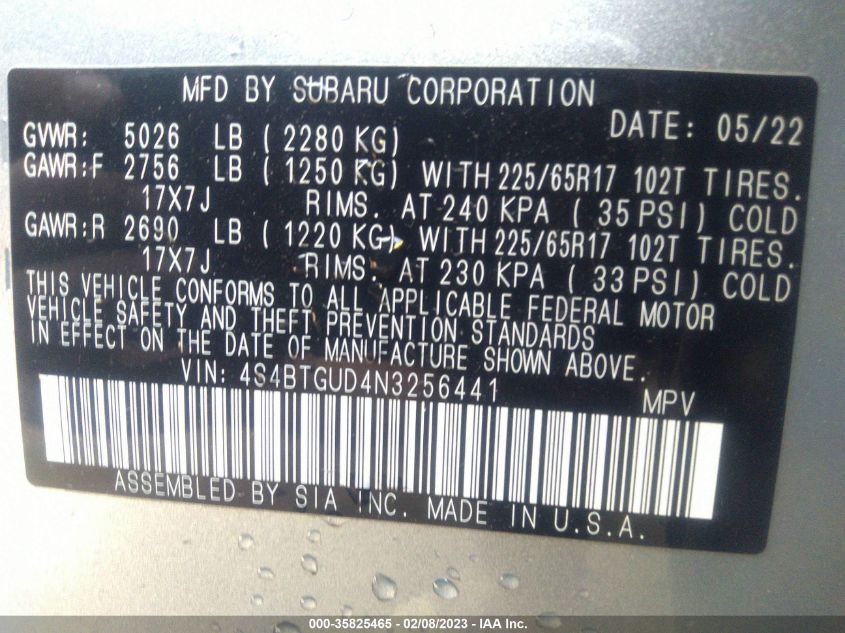 MFD BY SUBARU CORPORATION
DATE: 05/22
GVWR: 5026 LB ( 2280 KG)
GAWR:F 2756 LB ( 1250 KG) WITH 225/65R17 102T TIRES.
17X7J RIMS. AT 240 KPA ( 35 PSI) COLD
GAWR:R 2690 LB ( 1220 KG) WITH 225/65R17 102T TIRES.
17X7J RIMS. AT 230 KPA ( 33 PSI) COLD
THIS VEHICLE CONFORMS TO ALL APPLICABLE FEDERAL MOTOR
VEHICLE SAFETY AND THEFT PREVENTION STANDARDS
IN EFFECT ON THE DATE OF MANUFACTURE SHOWN ABOVE.
VIN: 4S4BTGUD4N3256441
MPV
ASSEMBLED BY SIA INC. MADE IN U.S.A.
000-35825465 - 02/08/2023 - IAA Inc.